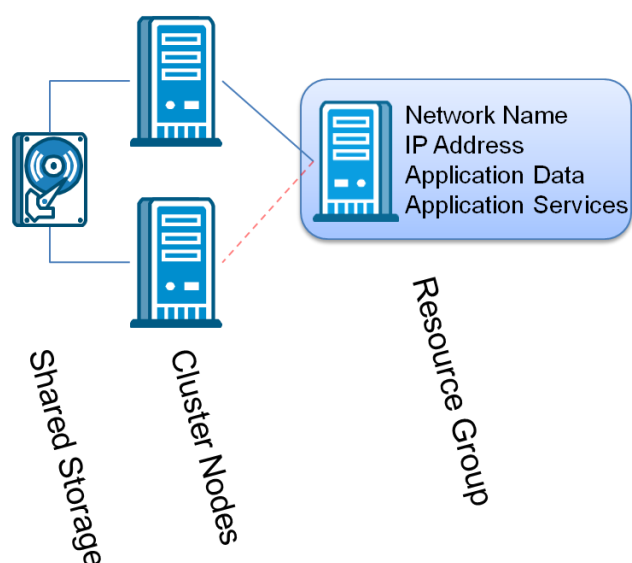 Network Name
IP Address
Application Data
Application Services
Shared Storage
Cluster Nodes
Resource Group